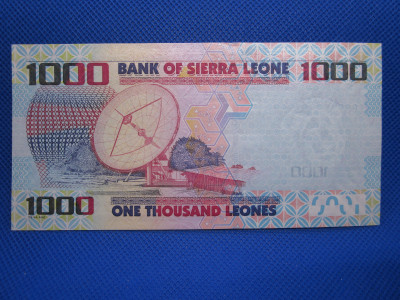 1000 BANK OF SIERRA LEONE 1000
1000 ONE THOUSAND LEONES